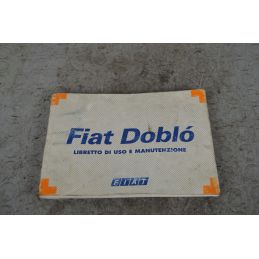 Fiat Dobló
LIBRETTO DI USO E MANUTENZIONE
FIAT